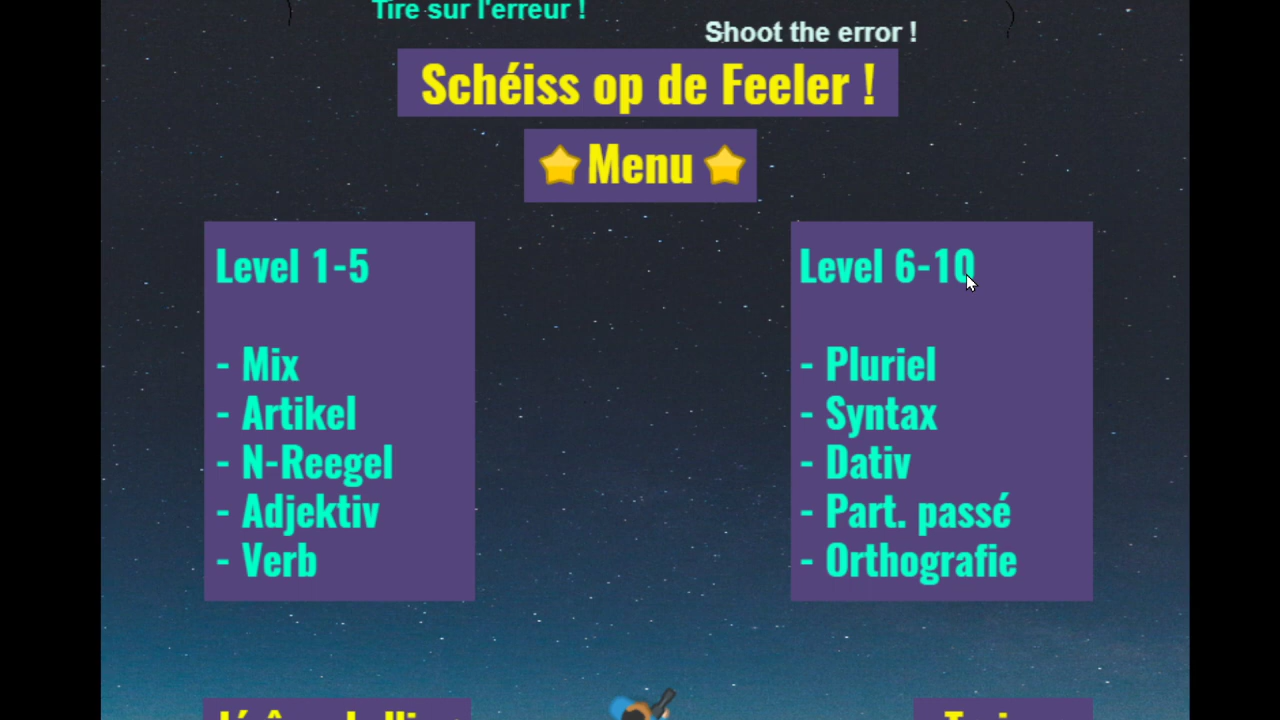 Tire sur l'erreur !
Shoot the error !
Schéiss op de Feeler !
Menu
Level 1-5
- Mix
- Artikel
- N-Reegel
- Adjektiv
- Verb
Level 6-10
- Pluriel
- Syntax
- Dativ
- Part. passé
- Orthografie